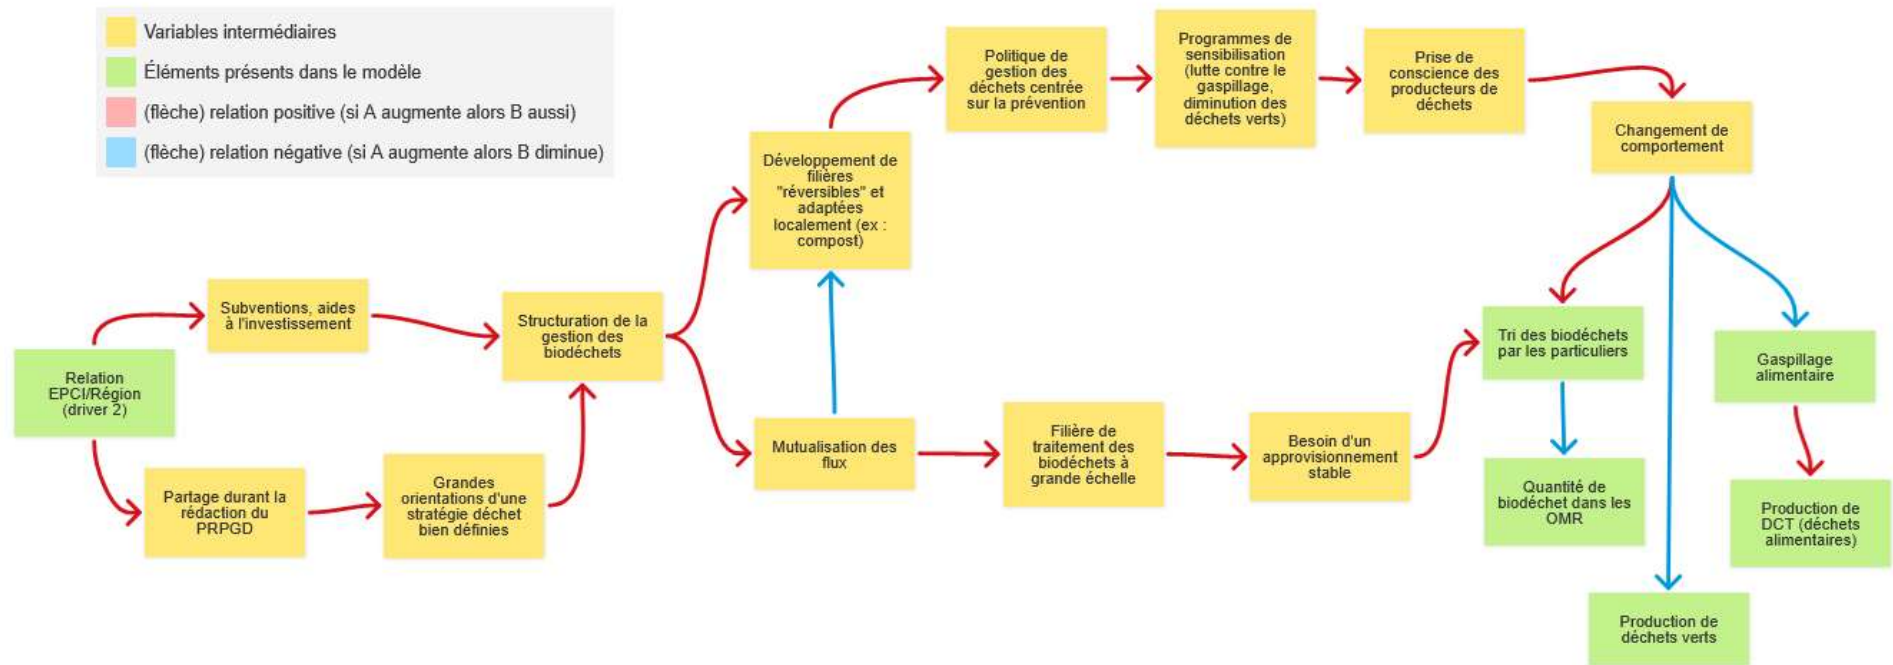 Variables intermédiaires
Éléments présents dans le modèle
(flèche) relation positive (si A augmente alors B aussi)
(flèche) relation négative (si A augmente alors B diminue)
Relation
EPCI/Région
(driver 2)
Subventions, aides
à l'investissement
Partage durant la
rédaction du
PRPGD
Grandes
orientations d'une
stratégie déchet
bien définies
Structuration de la
gestion des
biodéchets
Développement de
filières
"réversibles" et
adaptées
localement (ex :
compost)
Mutualisation des
flux
Politique de
gestion des
déchets centrée
sur la prévention
Programmes de
sensibilisation
(lutte contre le
gaspillage,
diminution des
déchets verts)
Prise de
conscience des
producteurs de
déchets
Changement de
comportement
Filière de
traitement des
biodéchets à
grande échelle
Besoin d'un
approvisionnement
stable
Tri des biodéchets
par les particuliers
Gaspillage
alimentaire
Quantité de
biodéchet dans les
OMR
Production de
DCT (déchets
alimentaires)
Production de
déchets verts